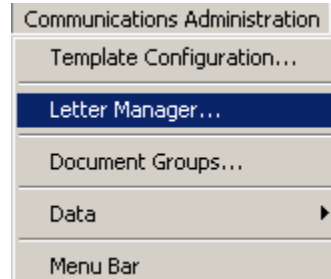 Communications Administration
Template Configuration...
Letter Manager...
Document Groups...
Data
Menu Bar